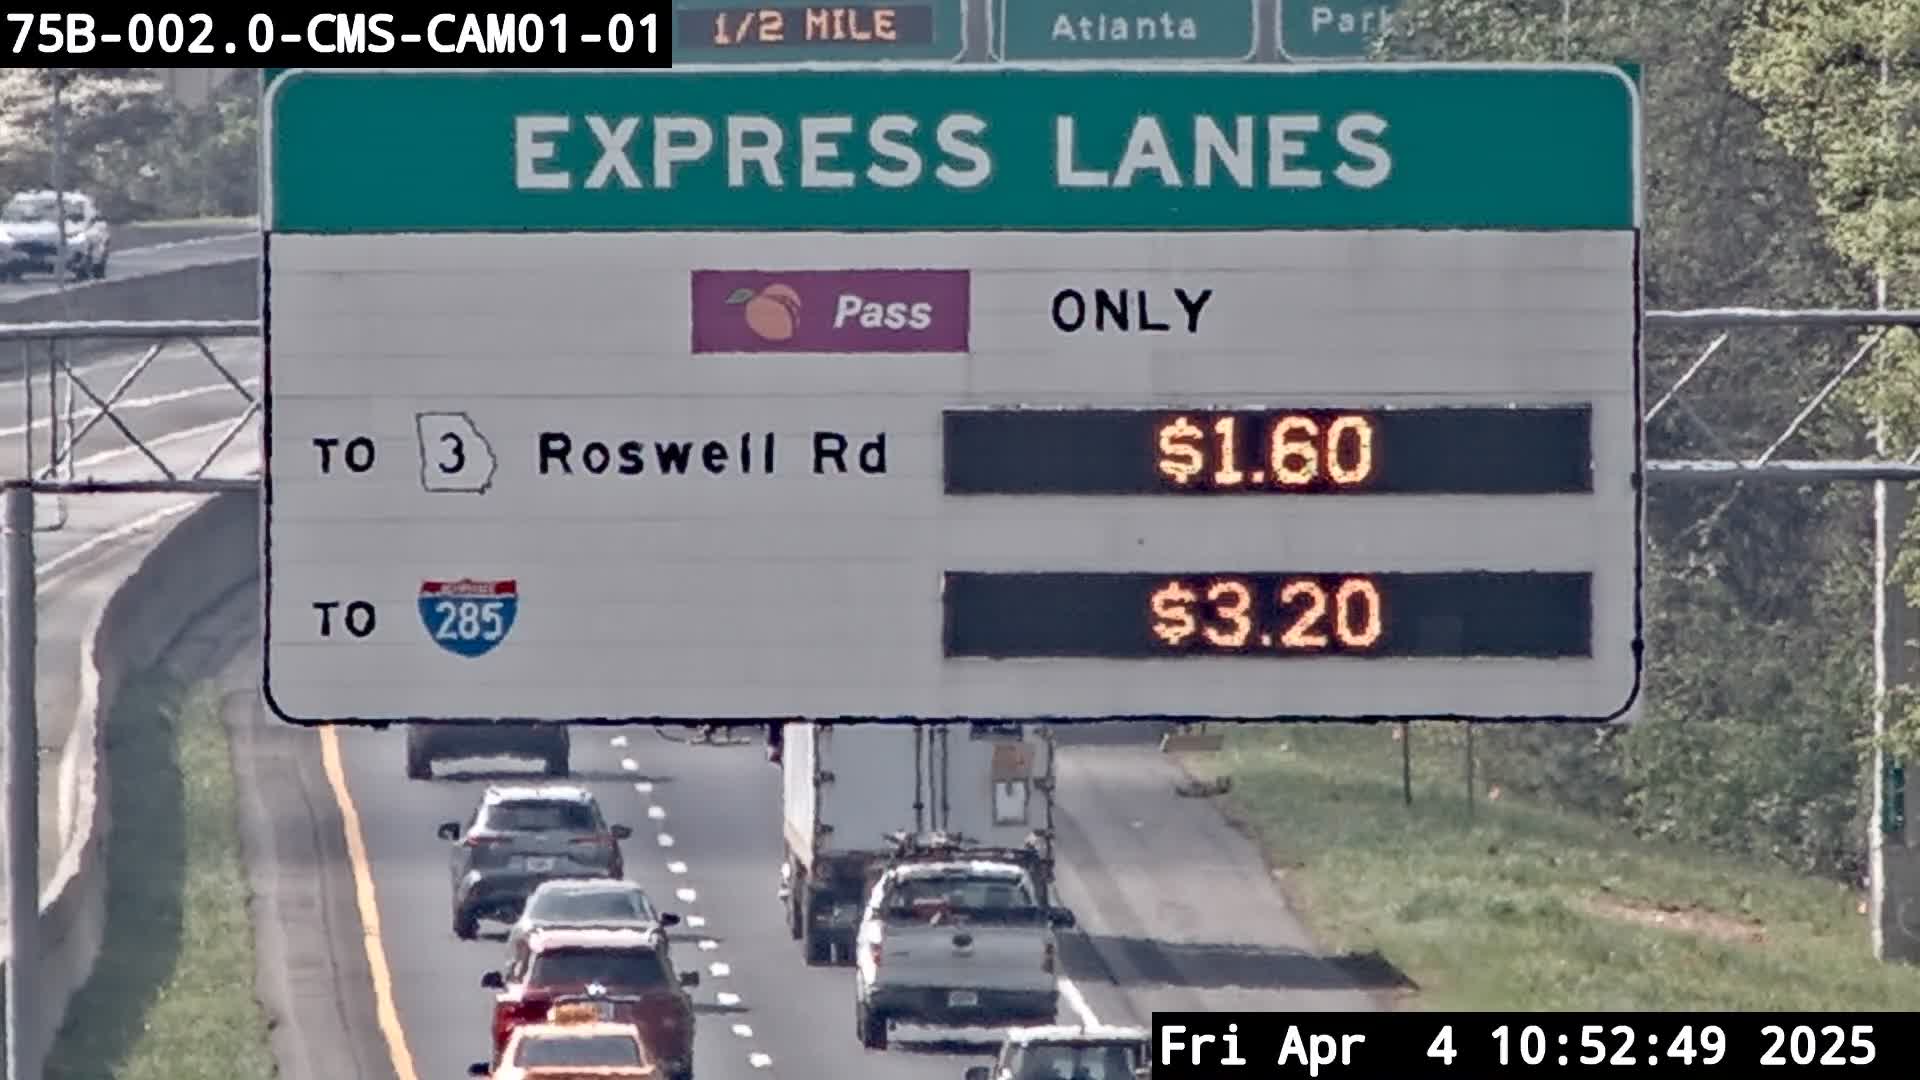 75B-002.0-CMS-CAM01-01
1/2 MILE
Atlanta
EXPRESS LANES
Pass ONLY
TO 3 Roswell Rd $1.60
TO 285 $3.20
Fri Apr 4 10:52:49 2025